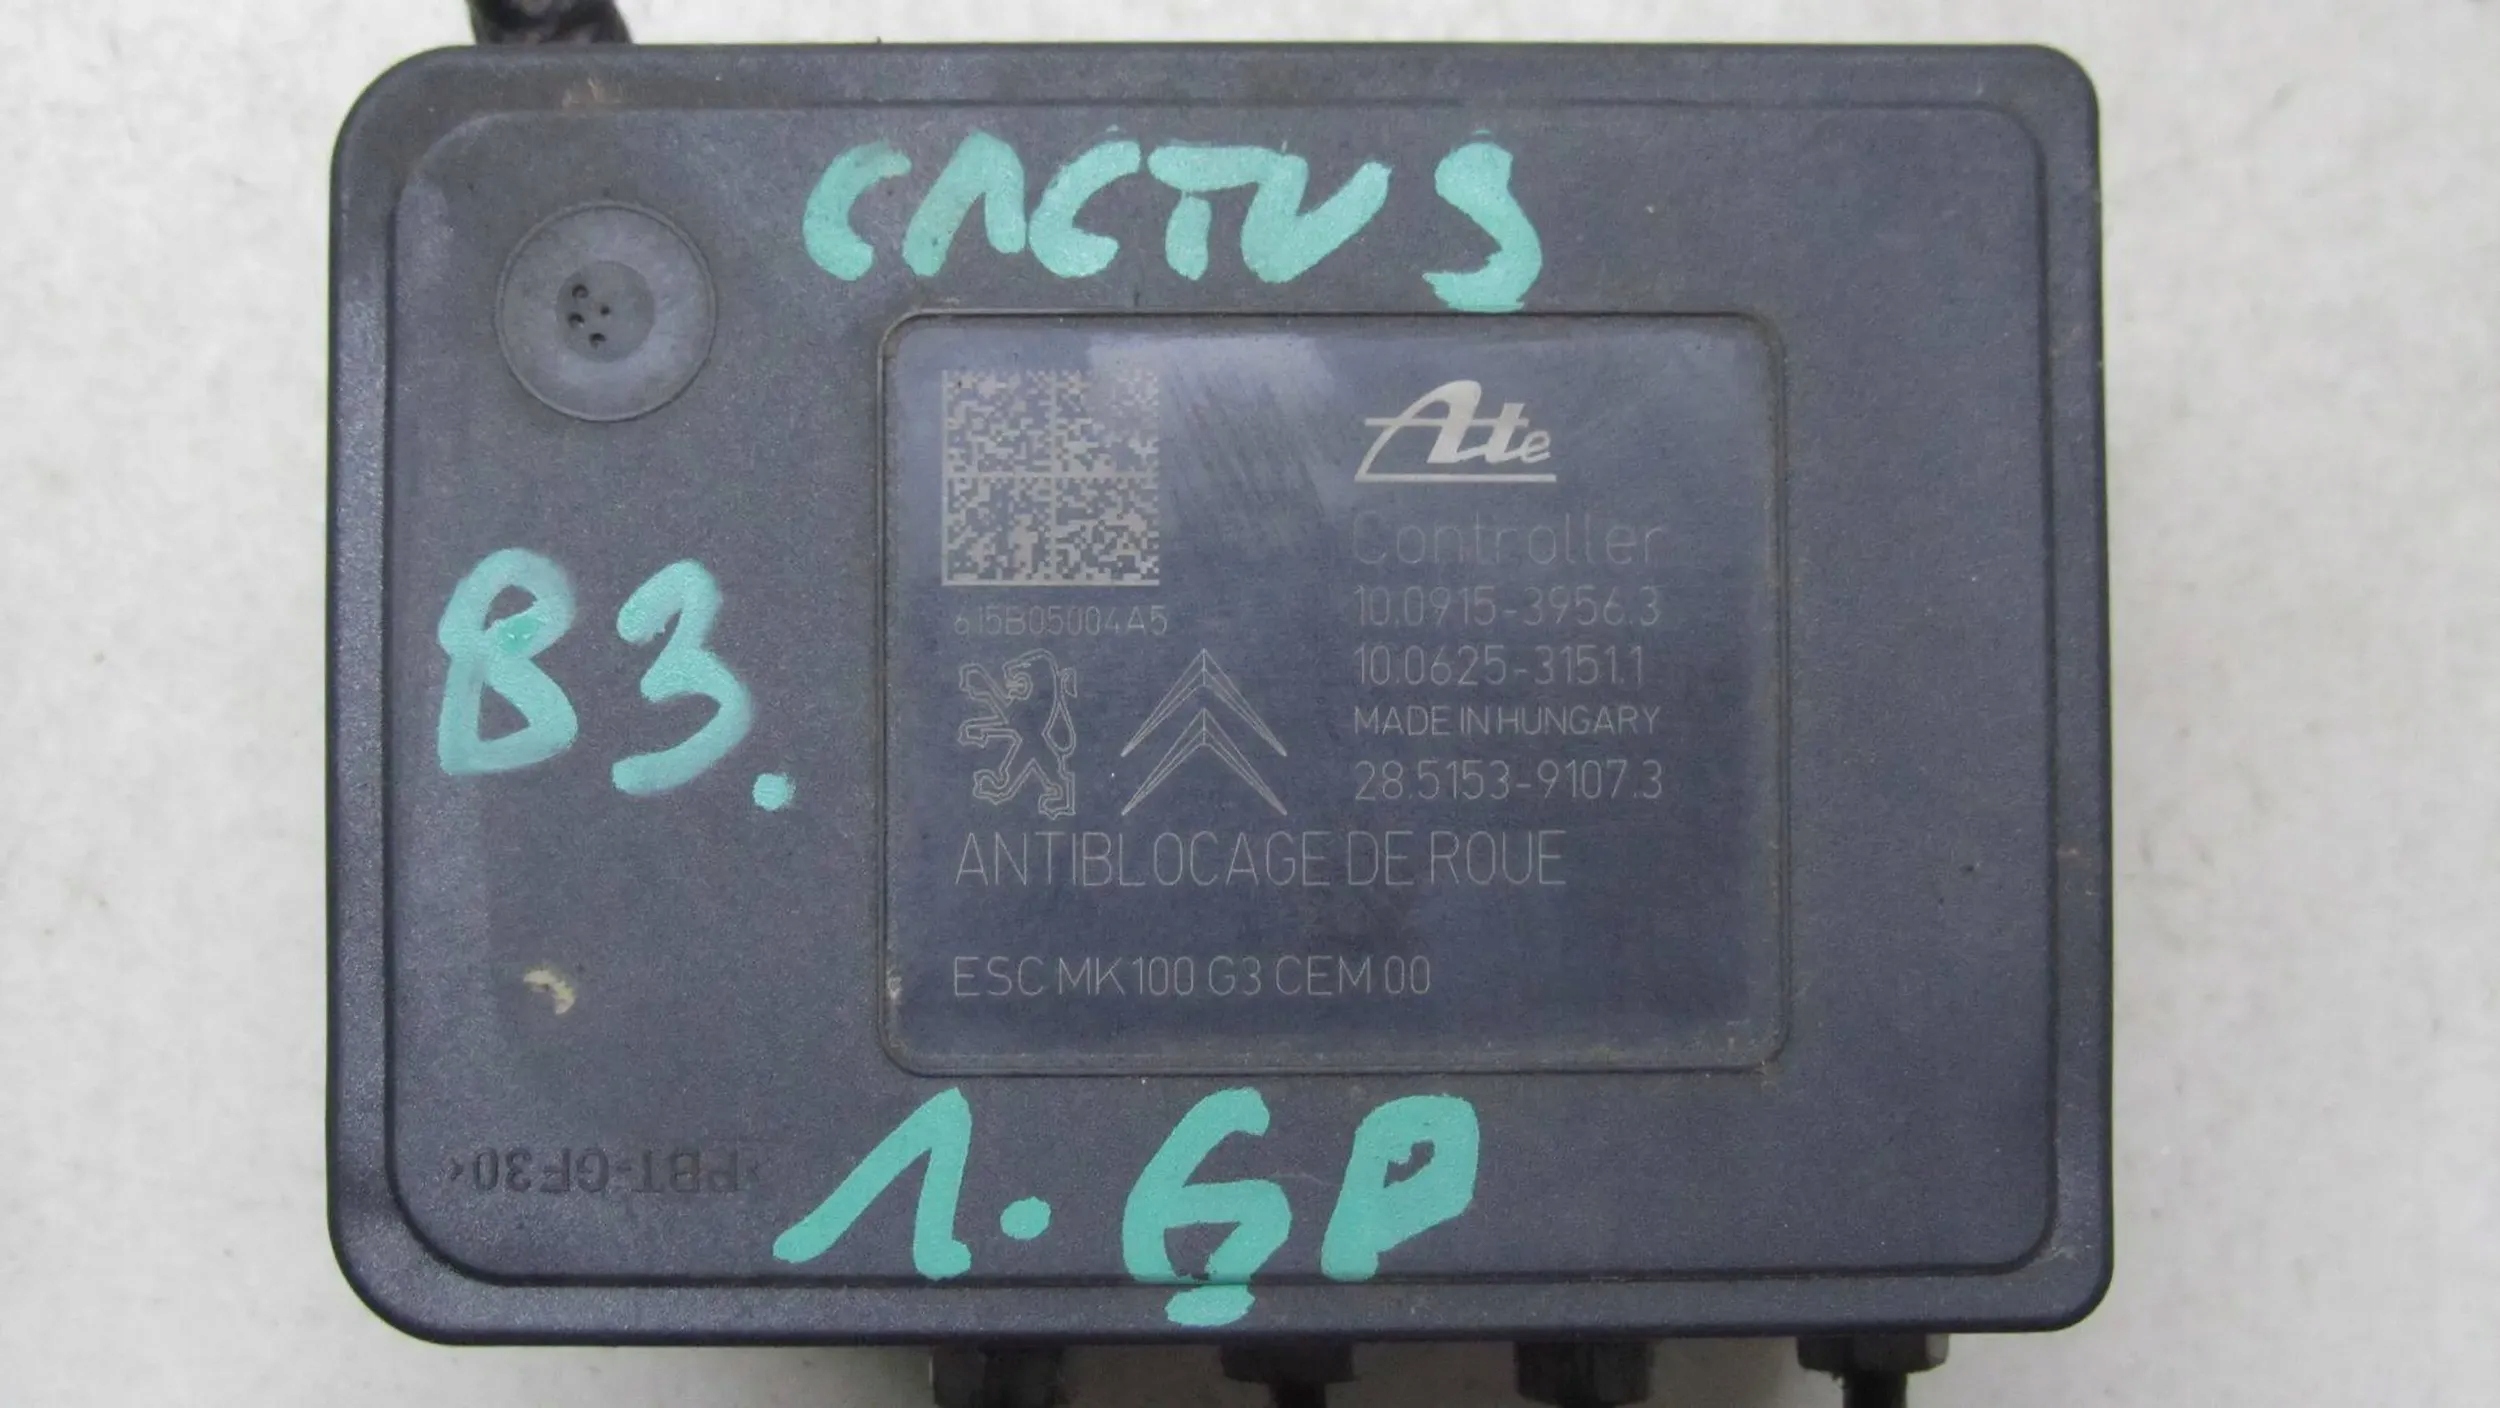 CACTUS
Ate
Controller
10.0915-3956.3
615B05004A5
10.0625-3151.1
MADE IN HUNGARY
83.
28.5153-9107.3
ANTIBLOCAGE DE ROUE
ESC MK100 G3 CEM 00
>PBT-GF30<
1.6P